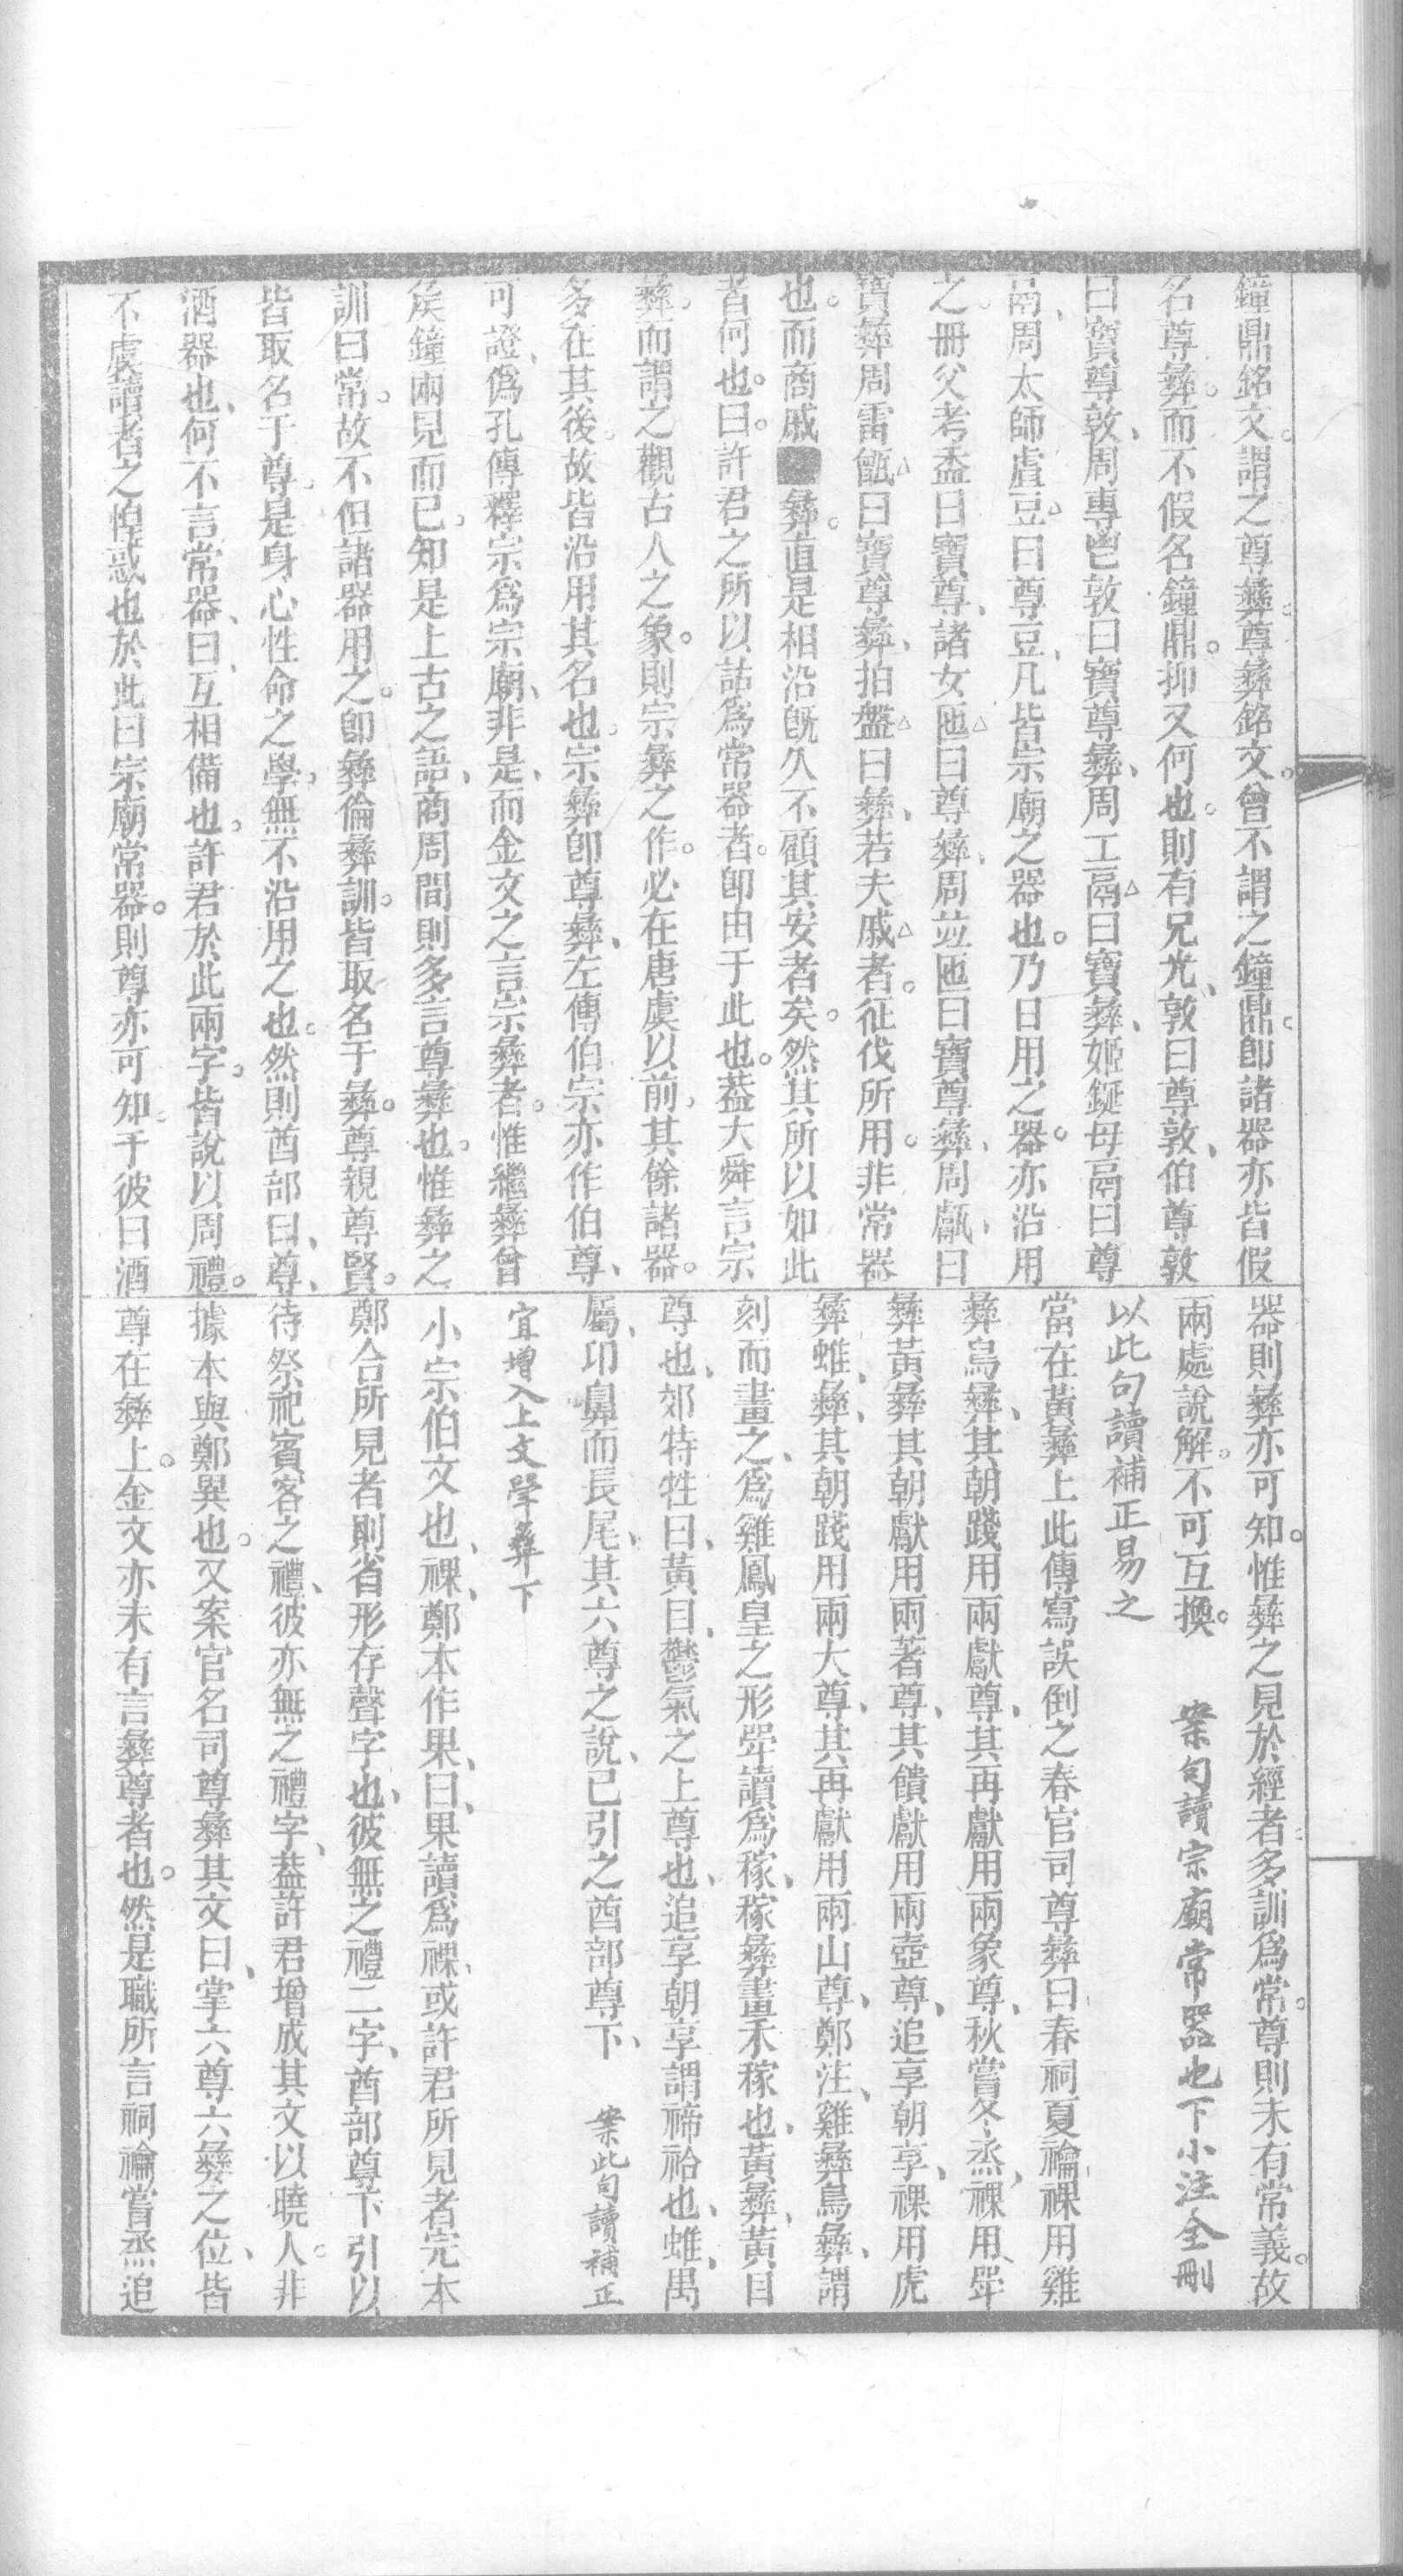 鐘鼎銘文。謂之尊彝。尊彝銘文。曾不謂之鐘鼎。卽諸器亦皆假
名尊彝。而不假名鐘鼎。抑又何也。則有兄光敦曰尊敦、伯尊敦
曰寶尊敦、周專皀敦曰寶尊彝、周工鬲曰寶彝、姬䥅母鬲曰尊
鬲、周太師虘豆曰尊豆、凡皆宗廟之器也。乃日用之器。亦沿用
之。冊父考盉曰寶尊、諸女匜曰尊彝、周竝匜曰寶尊彝、周甗曰
寶彝、周雷甑曰寶尊彝、拍盤曰彝、若夫戚者。征伐所用。非常器
也。而商戚彝。直是相沿旣久不顧其安者矣。然其所以如此
者何也。曰。許君之所以詁爲常器者。卽由于此也。葢大舜言宗
彝。而謂之觀古人之象。則宗彝之作。必在唐虞以前。其餘諸器。
多在其後。故皆沿用其名也。宗彝卽尊彝、左傳伯宗亦作伯尊、
可證、僞孔傳釋宗爲宗廟、非是、而金文之言宗彝者。惟繼彝曾
矦鐘兩見而已。知是上古之語、商周間則多言尊彝也。惟彝之
訓曰常。故不但諸器用之。卽彝倫彝訓。皆取名于彝。尊親尊賢。
皆取名于尊。是身心性命之學。無不沿用之也。然則酋部曰、尊、
酒器也、何不言常器、曰、互相備也。許君於此兩字。皆說以周禮。
不虞讀者之惶惑也於此曰宗廟常器。則尊亦可知。于彼曰酒
器則彝亦可知。惟彝之見於經者多訓爲常。尊則未有常義。故
兩處說解。不可互換。 案句讀宗廟常器也下小注全刪
以此句讀補正易之
當在黃彝上此傳寫誤倒之春官司尊彝曰春祠夏禴祼用雞
彝烏彝、其朝踐用兩獻尊、其再獻用兩象尊、秋嘗冬烝、祼用斝
彝黃彝其朝獻用兩著尊、其饋獻用兩壺尊、追享朝享、祼用虎
彝蜼彝、其朝踐用兩大尊、其再獻用兩山尊、鄭注、雞彝鳥彝、謂
刻而畫之、爲雞鳳皇之形斝讀爲稼、稼彝畫禾稼也、黃彝、黃目
尊也、郊特牲曰、黃目、鬱氣之上尊也、追享朝享謂禘祫也、蜼、禺
屬、卬鼻而長尾、其六尊之說、已引之酋部尊下、 案此句讀補正
宜增入上文斝彝下
小宗伯文也、祼、鄭本作果、曰、果讀爲祼、或許君所見者完本
鄭合所見者則省形存聲字也、彼無之禮二字、酋部尊下引以
待祭祀賓客之禮、彼亦無之禮字、葢許君增成其文以曉人。非
據本與鄭異也。又案官名司尊彝其文曰、掌六尊六彝之位、皆
尊在彝上。金文亦未有言彝尊者也。然是職所言祠禴嘗烝追